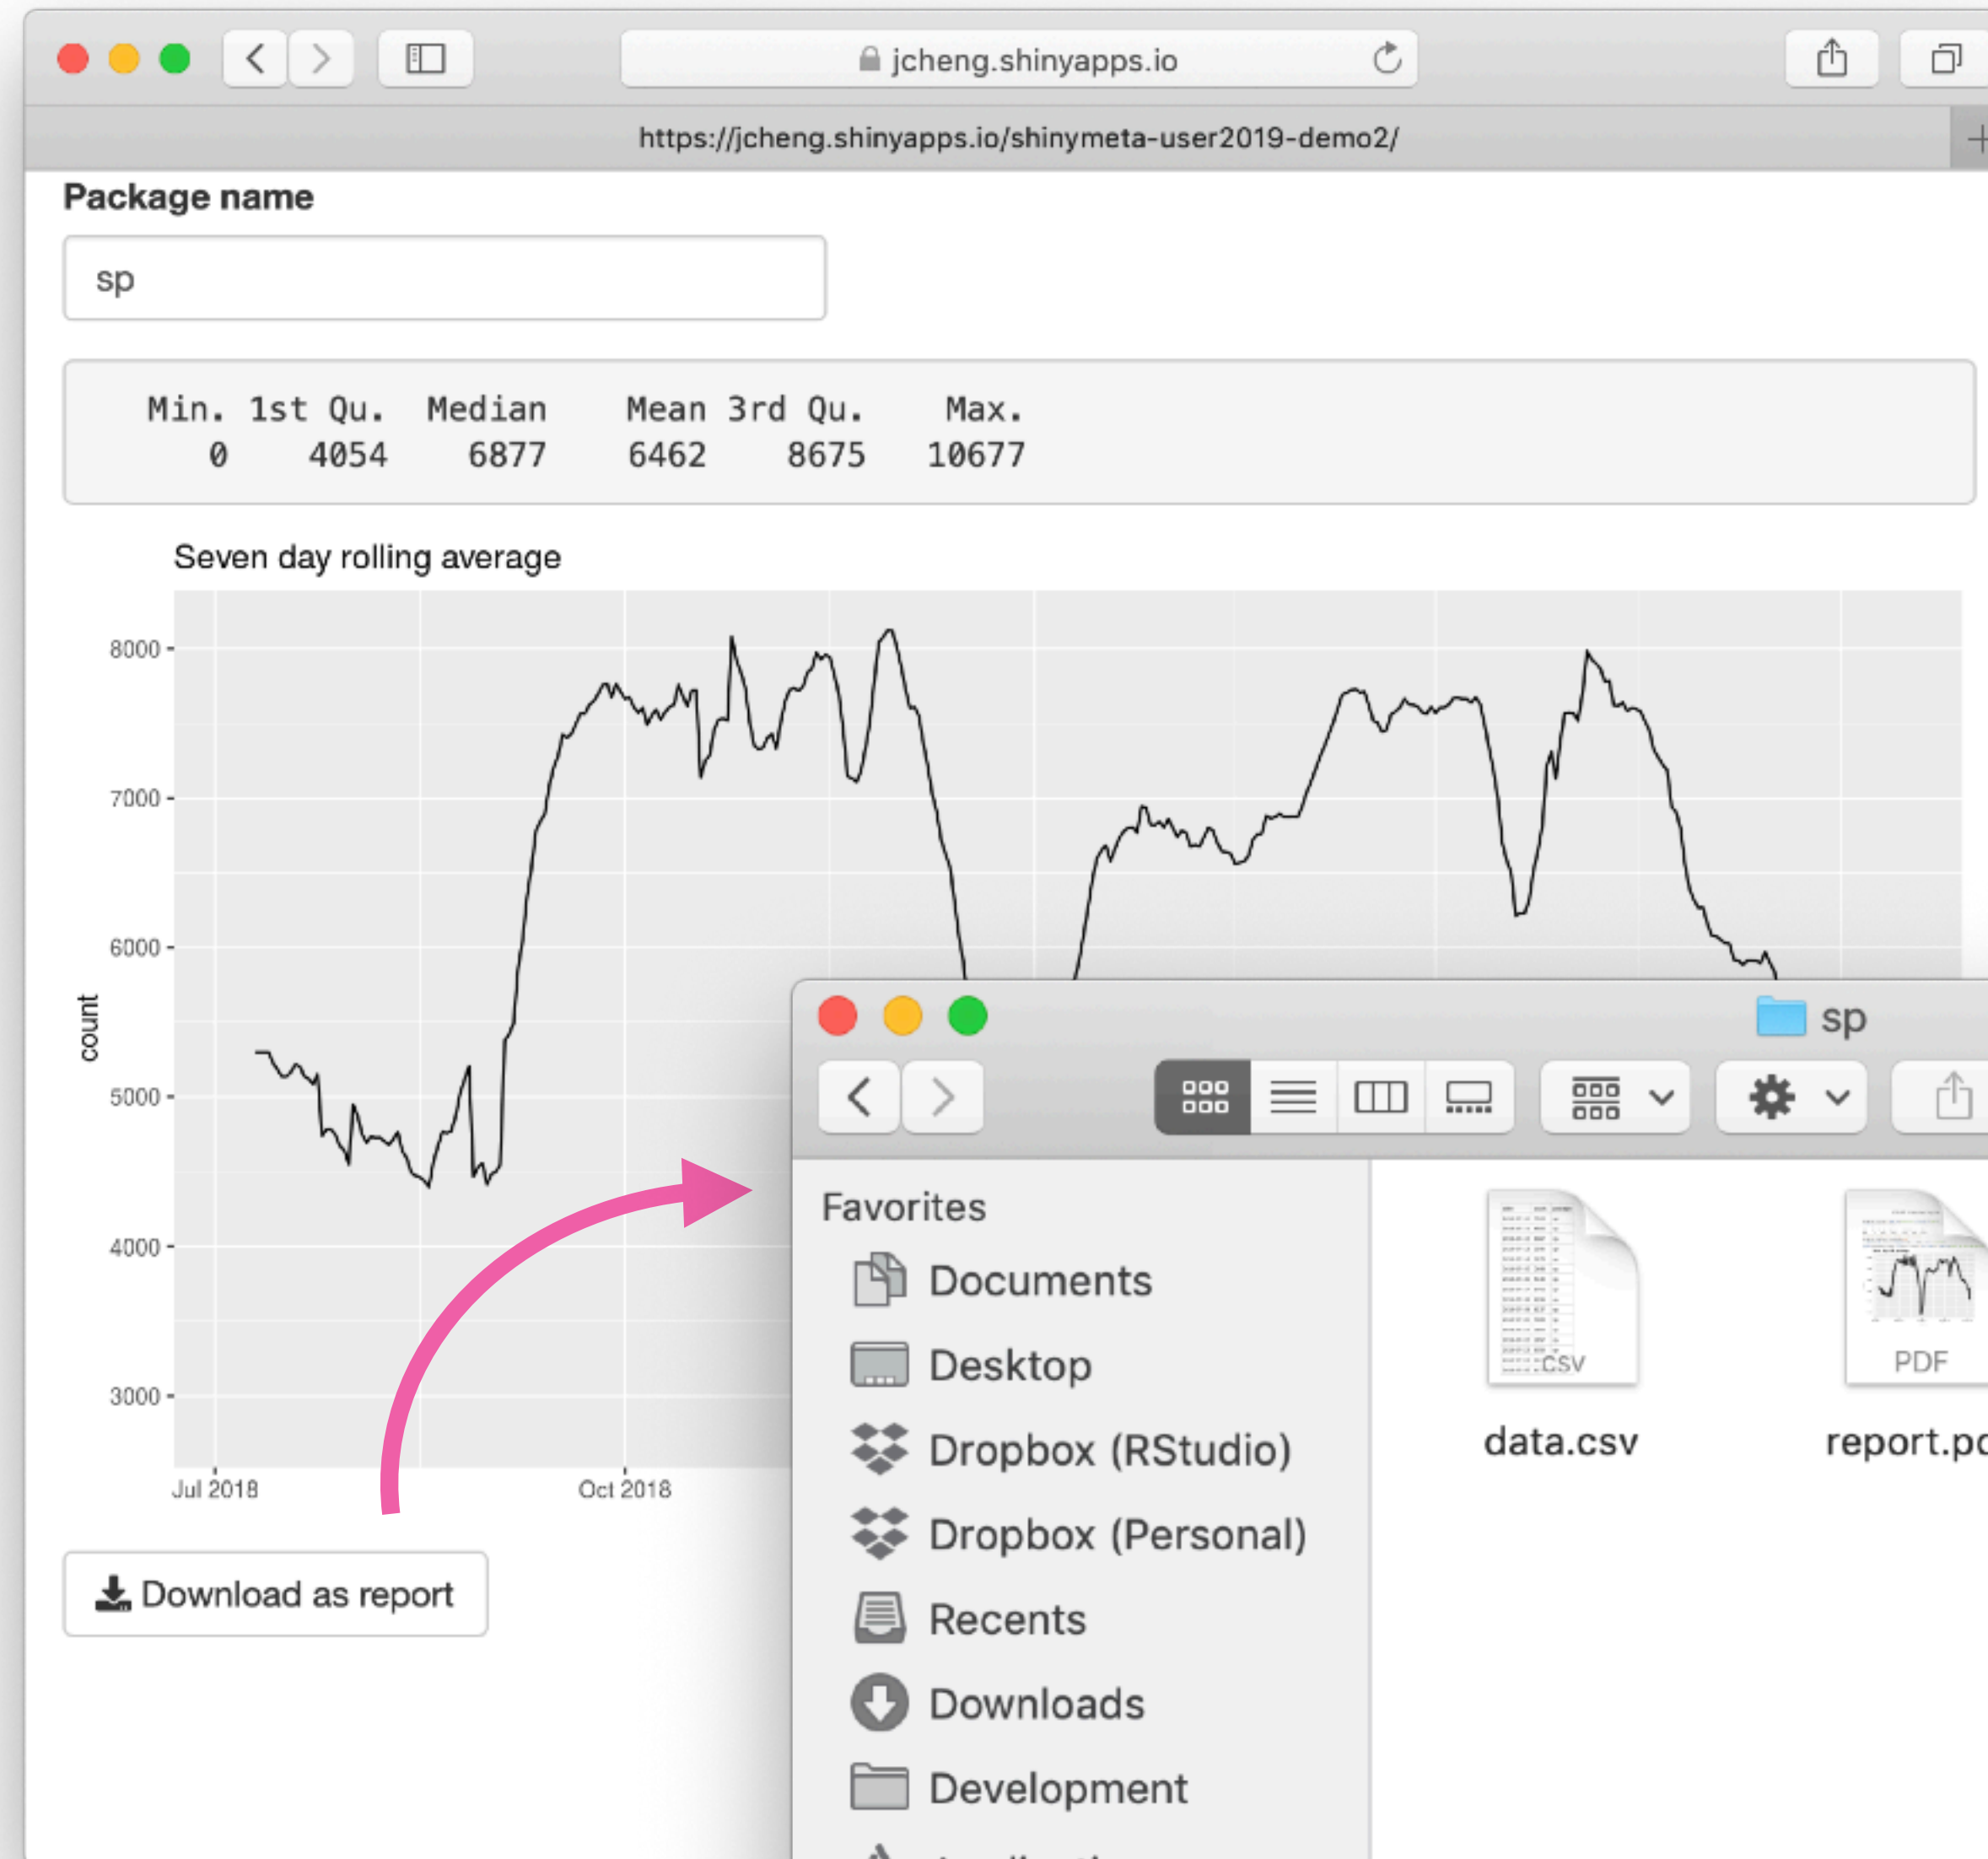 jcheng.shinyapps.io
https://jcheng.shinyapps.io/shinymeta-user2019-demo2/
Package name
sp
Min. 1st Qu. Median Mean 3rd Qu. Max.
0 4054 6877 6462 8675 10677
Seven day rolling average
8000
7000
6000
5000
4000
3000
count
Jul 2018 Oct 2018
Download as report
sp
Favorites
Documents
Desktop
Dropbox (RStudio)
Dropbox (Personal)
Recents
Downloads
Development
csv PDF
data.csv report.pd